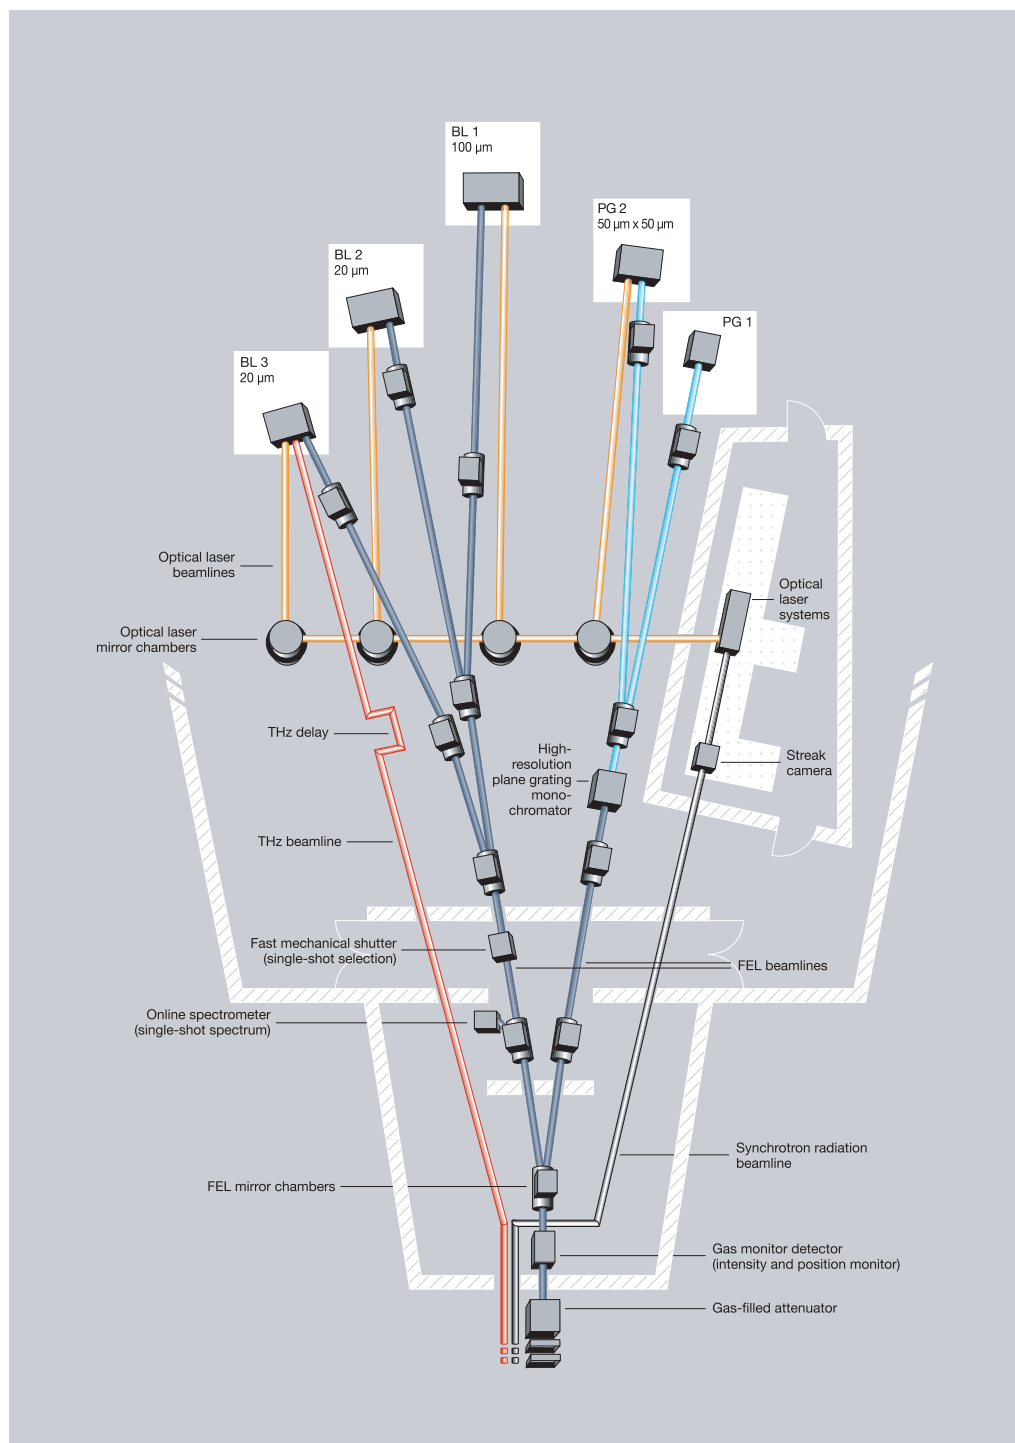 BL 1
100 µm
PG 2
50 µm x 50 µm
BL 2
20 µm
PG 1
BL 3
20 µm
Optical laser
beamlines
Optical
laser
systems
Optical laser
mirror chambers
THz delay
High-
resolution
plane grating
mono-
chromator
Streak
camera
THz beamline
Fast mechanical shutter
(single-shot selection)
FEL beamlines
Online spectrometer
(single-shot spectrum)
Synchrotron radiation
beamline
FEL mirror chambers
Gas monitor detector
(intensity and position monitor)
Gas-filled attenuator